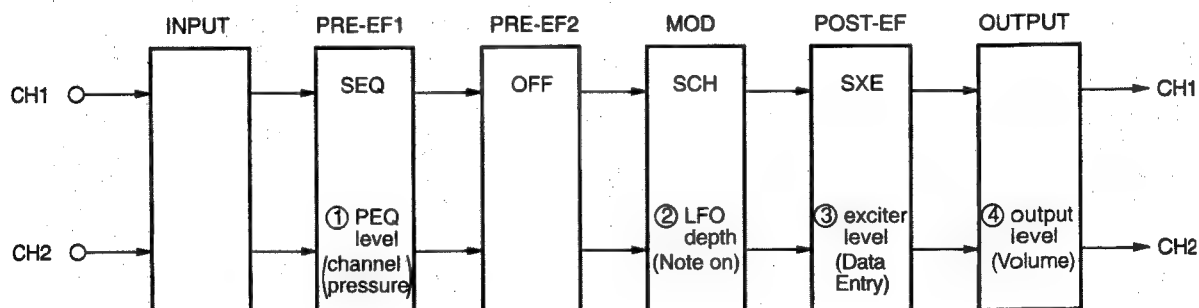 INPUT PRE-EF1 PRE-EF2 MOD POST-EF OUTPUT
CH1 SEQ OFF SCH SXE CH1
① PEQ level (channel pressure)
② LFO depth (Note on)
③ exciter level (Data Entry)
④ output level (Volume)
CH2 CH2